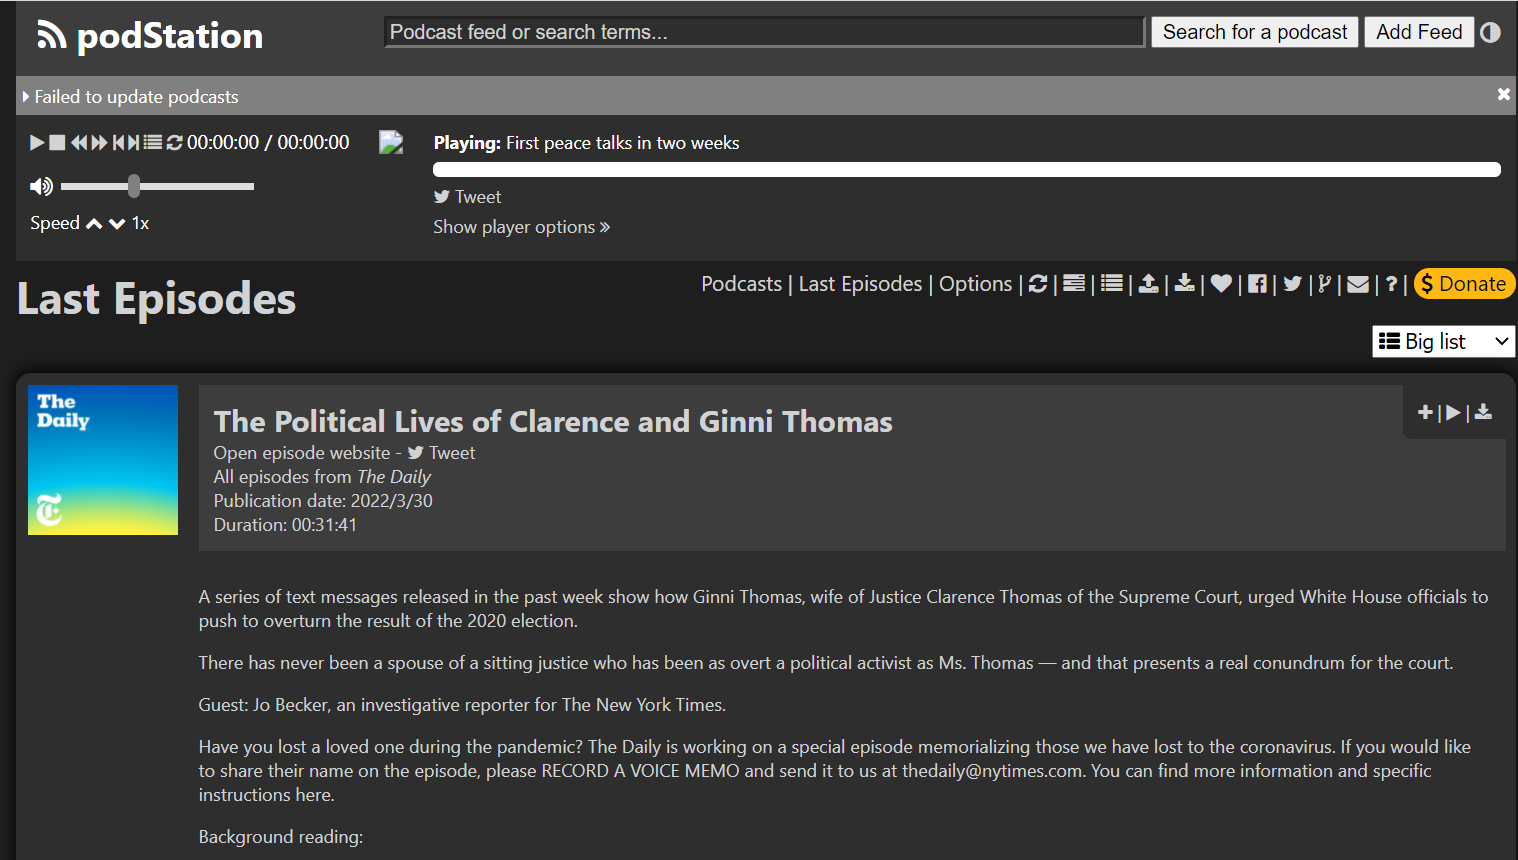 podStation
Podcast feed or search terms...
Search for a podcast
Add Feed
Failed to update podcasts
00:00:00 / 00:00:00
Playing: First peace talks in two weeks
Tweet
Speed 1x
Show player options »
Podcasts | Last Episodes | Options | | | | | | | | | | | ? | $ Donate
Last Episodes
Big list
The Daily
The Political Lives of Clarence and Ginni Thomas
Open episode website - Tweet
All episodes from The Daily
Publication date: 2022/3/30
Duration: 00:31:41
A series of text messages released in the past week show how Ginni Thomas, wife of Justice Clarence Thomas of the Supreme Court, urged White House officials to
push to overturn the result of the 2020 election.
There has never been a spouse of a sitting justice who has been as overt a political activist as Ms. Thomas — and that presents a real conundrum for the court.
Guest: Jo Becker, an investigative reporter for The New York Times.
Have you lost a loved one during the pandemic? The Daily is working on a special episode memorializing those we have lost to the coronavirus. If you would like
to share their name on the episode, please RECORD A VOICE MEMO and send it to us at thedaily@nytimes.com. You can find more information and specific
instructions here.
Background reading: